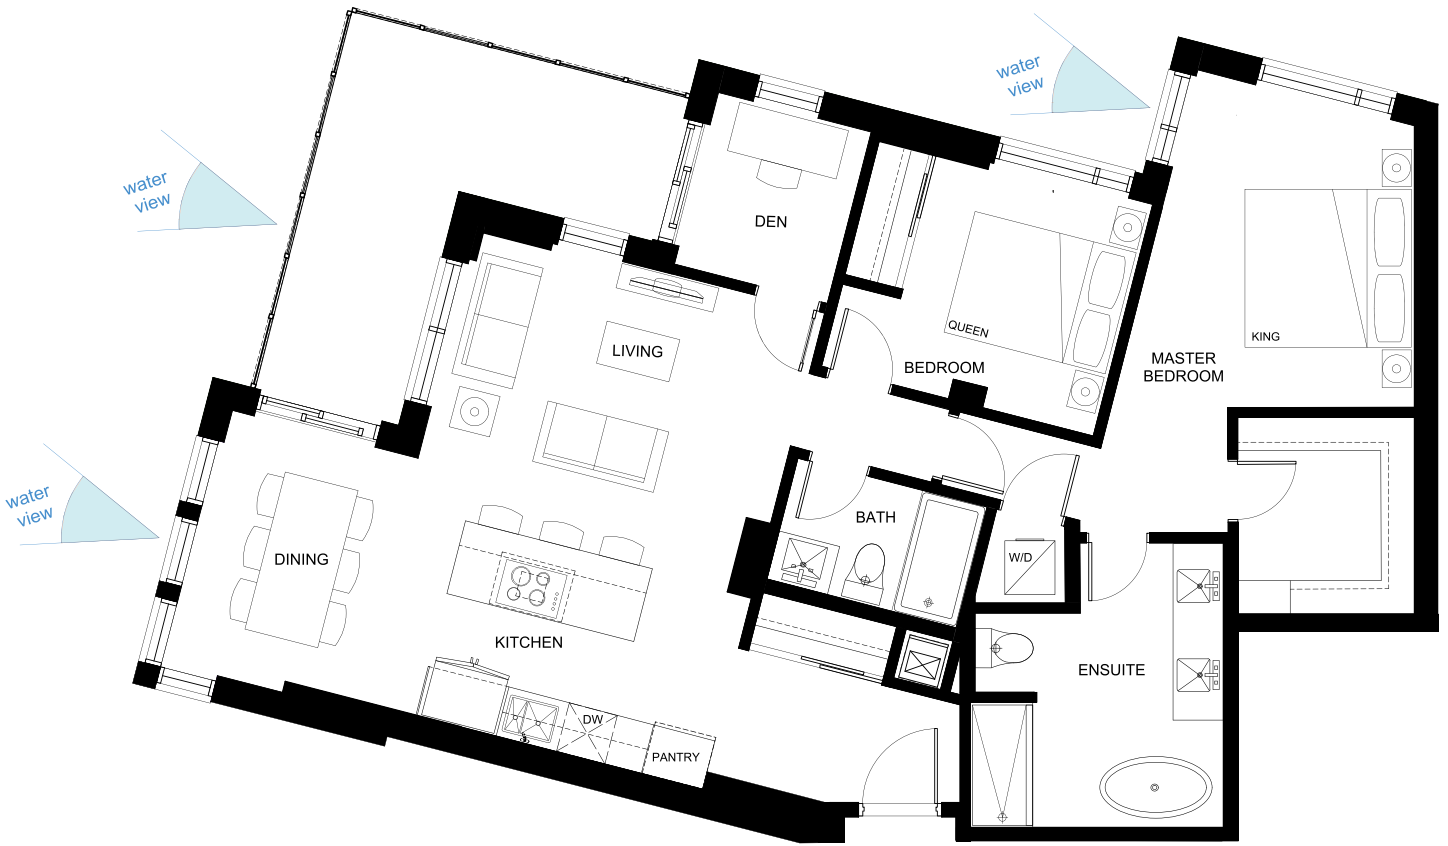 water
view
water
view
DEN
QUEEN
KING
LIVING
BEDROOM
MASTER
BEDROOM
water
view
BATH
DINING
W/D
KITCHEN
ENSUITE
DW
PANTRY